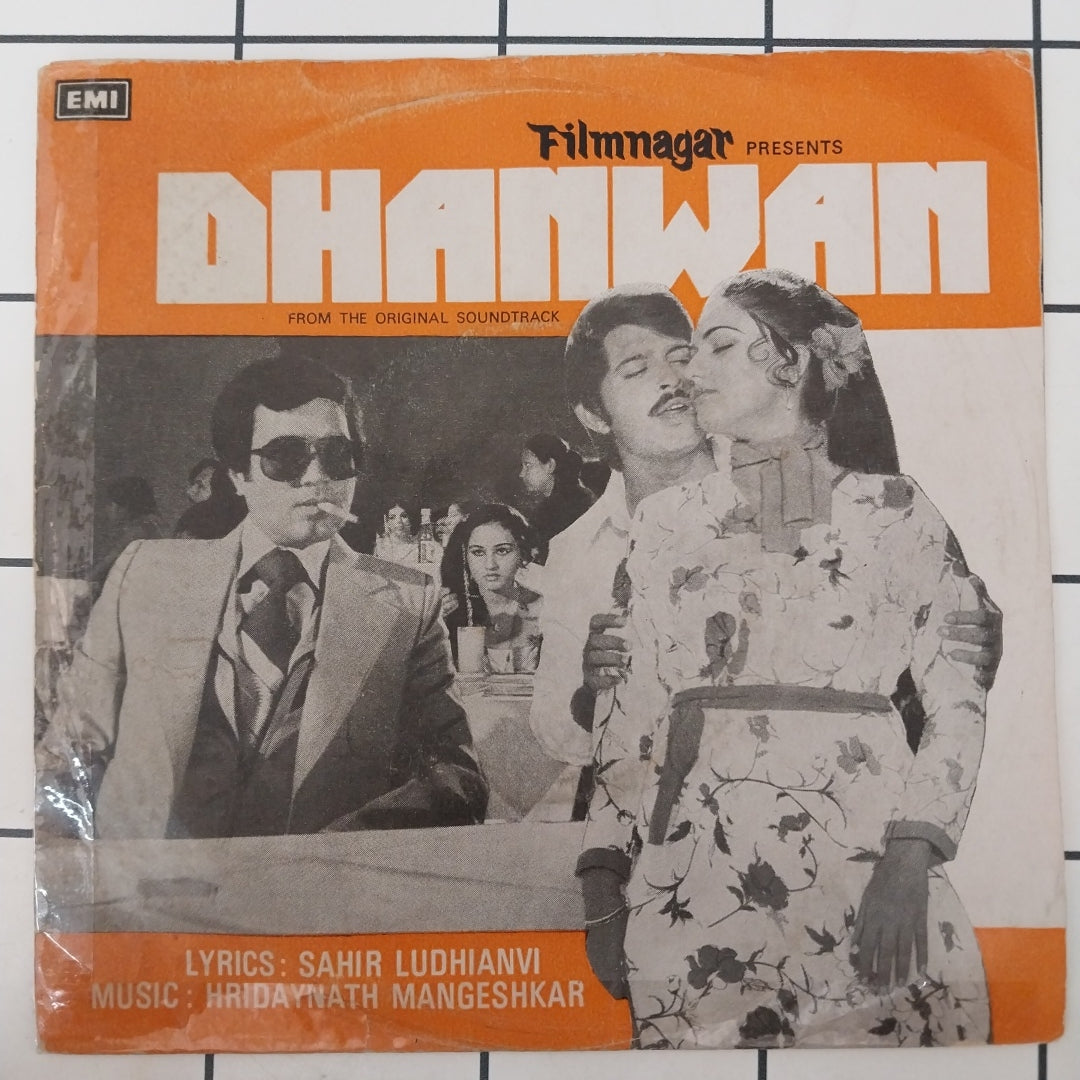 EMI
Filmnagar PRESENTS
DHANWAN
FROM THE ORIGINAL SOUNDTRACK
LYRICS: SAHIR LUDHIANVI
MUSIC: HRIDAYNATH MANGESHKAR